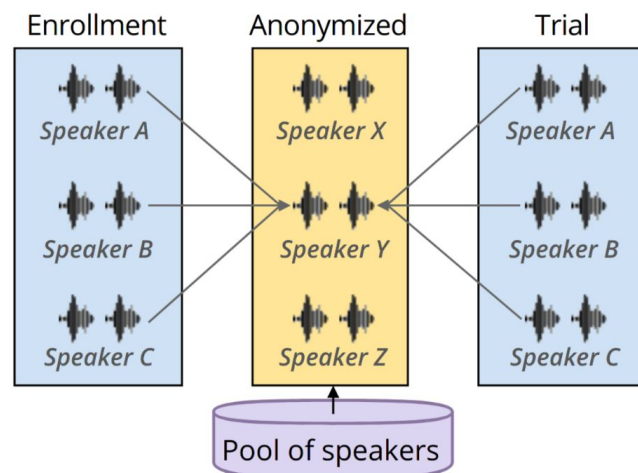 Enrollment Anonymized Trial
Speaker A Speaker X Speaker A
Speaker B Speaker Y Speaker B
Speaker C Speaker Z Speaker C
Pool of speakers